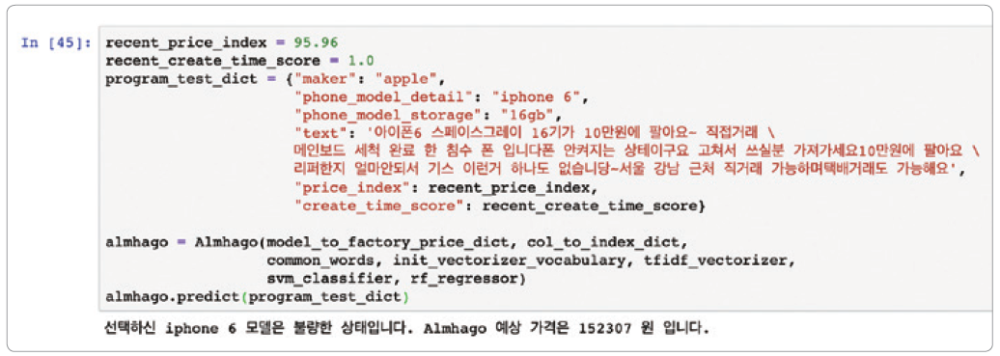 In [45]: recent_price_index = 95.96
recent_create_time_score = 1.0
program_test_dict = {"maker": "apple",
"phone_model_detail": "iphone 6",
"phone_model_storage": "16gb",
"text": '아이폰6 스페이스그레이 16기가 10만원에 팔아요~ 직접거래 \
메인보드 세척 완료 한 침수 폰 입니다폰 안켜지는 상테이구요 고쳐서 쓰실분 가져가세요10만원에 팔아요 \
리퍼한지 얼마안되서 기스 이런거 하나도 없습니당~서울 강남 근처 직거래 가능하며택배거래도 가능해요',
"price_index": recent_price_index,
"create_time_score": recent_create_time_score}
almhago = Almhago(model_to_factory_price_dict, col_to_index_dict,
common_words, init_vectorizer_vocabulary, tfidf_vectorizer,
svm_classifier, rf_regressor)
almhago.predict(program_test_dict)
선택하신 iphone 6 모델은 불량한 상태입니다. Almhago 예상 가격은 152307 원 입니다.